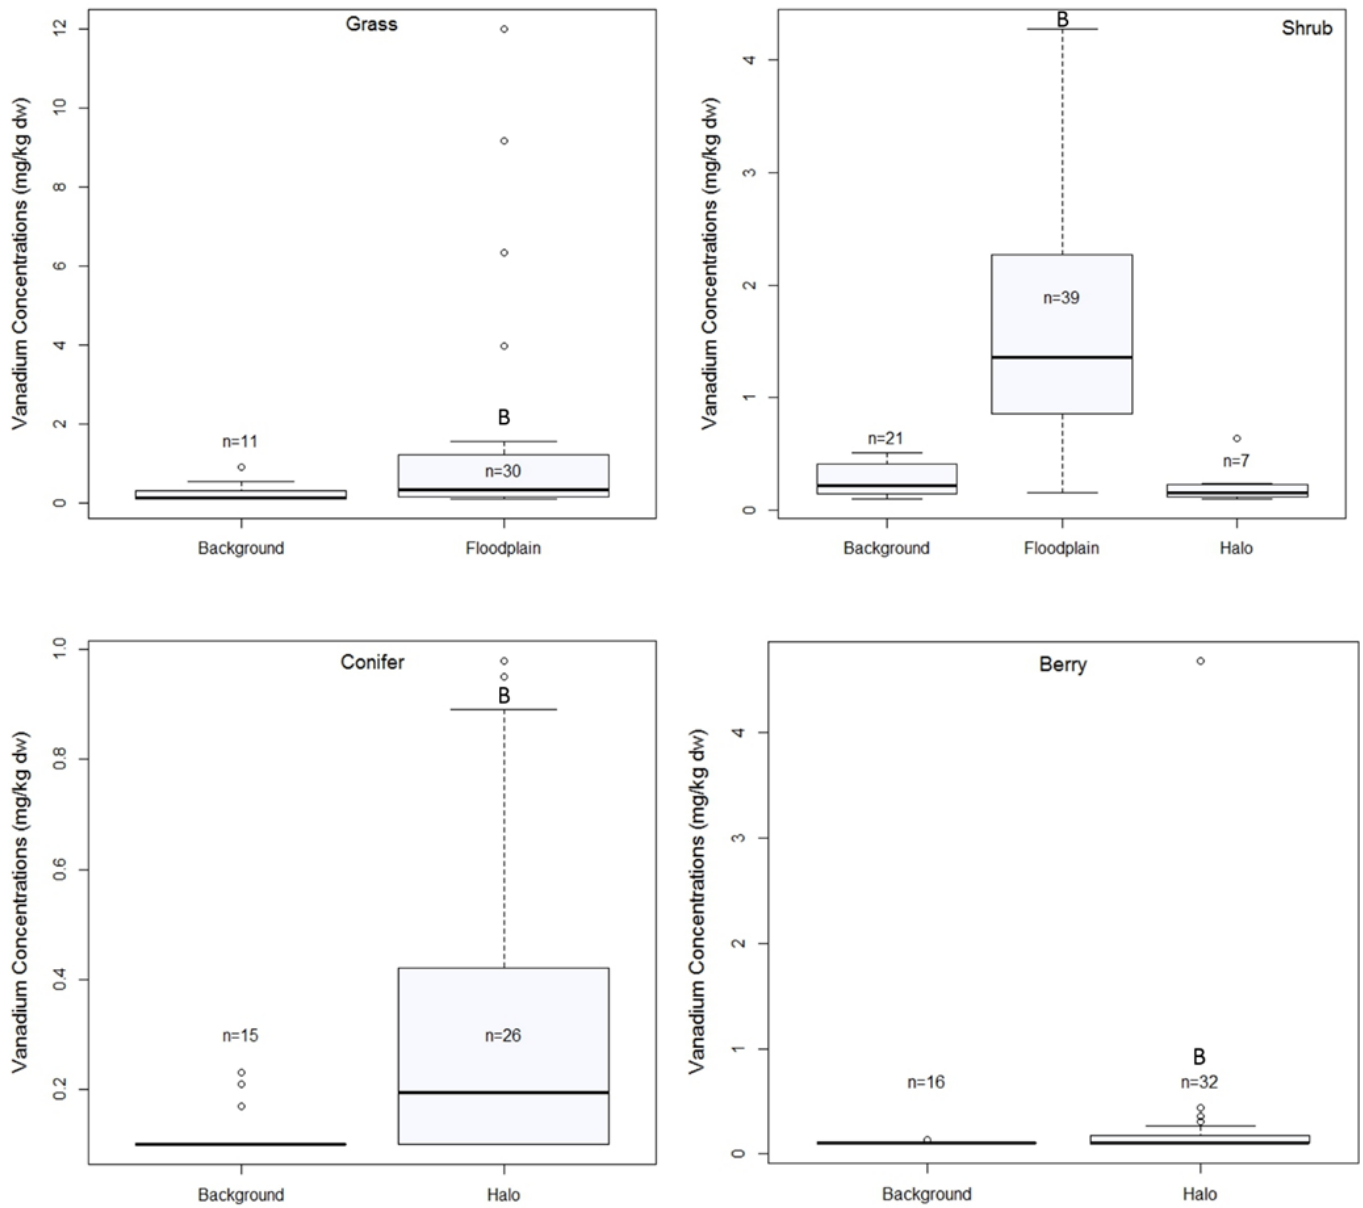 Grass
Vanadium Concentrations (mg/kg dw)
12
10
8
6
4
2
0
n=11
B
n=30
Background
Floodplain
Shrub
Vanadium Concentrations (mg/kg dw)
4
3
2
1
0
n=21
B
n=39
n=7
Background
Floodplain
Halo
Conifer
Vanadium Concentrations (mg/kg dw)
1.0
0.8
0.6
0.4
0.2
n=15
B
n=26
Background
Halo
Berry
Vanadium Concentrations (mg/kg dw)
4
3
2
1
0
n=16
B
n=32
Background
Halo